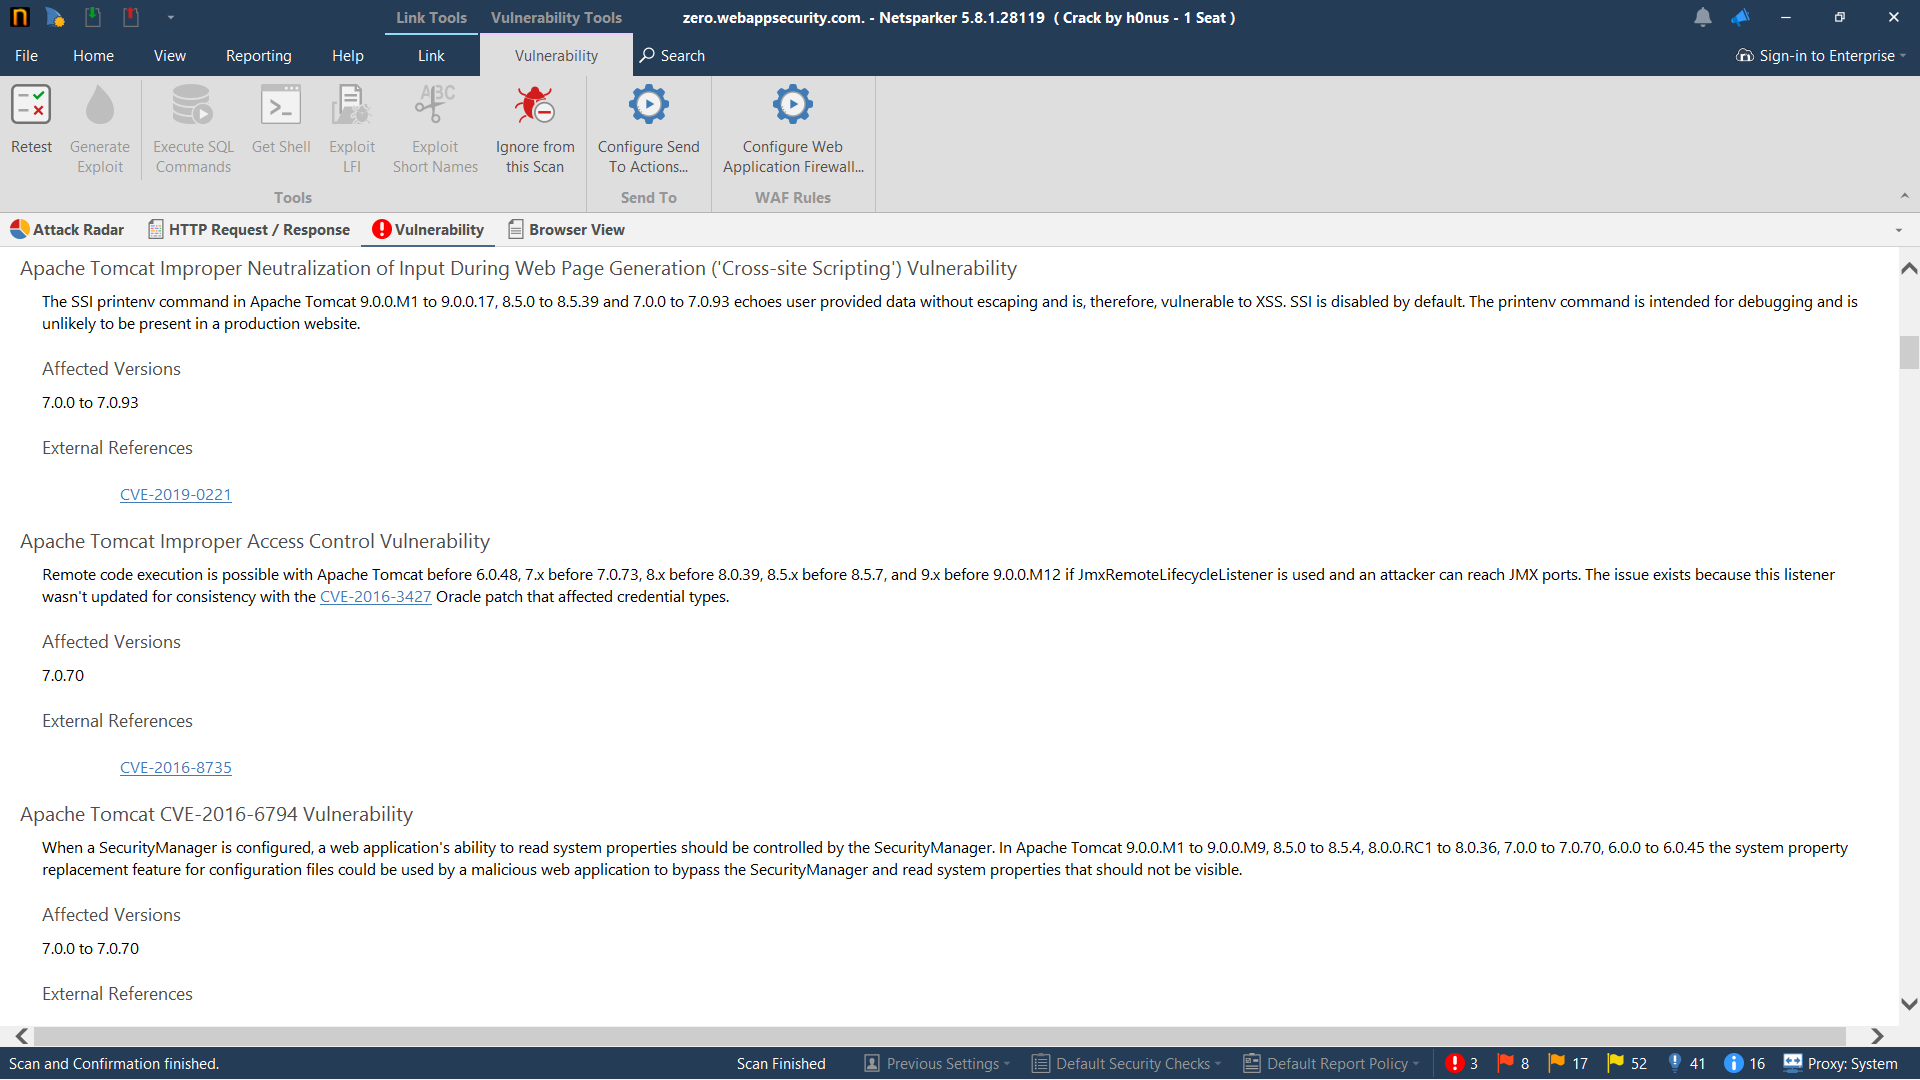 Link Tools Vulnerability Tools zero.webappsecurity.com. - Netsparker 5.8.1.28119 ( Crack by h0nus - 1 Seat )
File Home View Reporting Help Link Vulnerability Search Sign-in to Enterprise
Retest
Generate
Exploit
Execute SQL
Commands
Get Shell
Exploit
LFI
ABC
Exploit
Short Names
Ignore from
this Scan
Configure Send
To Actions...
Configure Web
Application Firewall...
Tools Send To WAF Rules
Attack Radar HTTP Request / Response Vulnerability Browser View
Apache Tomcat Improper Neutralization of Input During Web Page Generation ('Cross-site Scripting') Vulnerability
The SSI printenv command in Apache Tomcat 9.0.0.M1 to 9.0.0.17, 8.5.0 to 8.5.39 and 7.0.0 to 7.0.93 echoes user provided data without escaping and is, therefore, vulnerable to XSS. SSI is disabled by default. The printenv command is intended for debugging and is
unlikely to be present in a production website.
Affected Versions
7.0.0 to 7.0.93
External References
CVE-2019-0221
Apache Tomcat Improper Access Control Vulnerability
Remote code execution is possible with Apache Tomcat before 6.0.48, 7.x before 7.0.73, 8.x before 8.0.39, 8.5.x before 8.5.7, and 9.x before 9.0.0.M12 if JmxRemoteLifecycleListener is used and an attacker can reach JMX ports. The issue exists because this listener
wasn't updated for consistency with the CVE-2016-3427 Oracle patch that affected credential types.
Affected Versions
7.0.70
External References
CVE-2016-8735
Apache Tomcat CVE-2016-6794 Vulnerability
When a SecurityManager is configured, a web application's ability to read system properties should be controlled by the SecurityManager. In Apache Tomcat 9.0.0.M1 to 9.0.0.M9, 8.5.0 to 8.5.4, 8.0.0.RC1 to 8.0.36, 7.0.0 to 7.0.70, 6.0.0 to 6.0.45 the system property
replacement feature for configuration files could be used by a malicious web application to bypass the SecurityManager and read system properties that should not be visible.
Affected Versions
7.0.0 to 7.0.70
External References
Scan and Confirmation finished. Scan Finished Previous Settings Default Security Checks Default Report Policy 3 8 17 52 41 16 Proxy: System